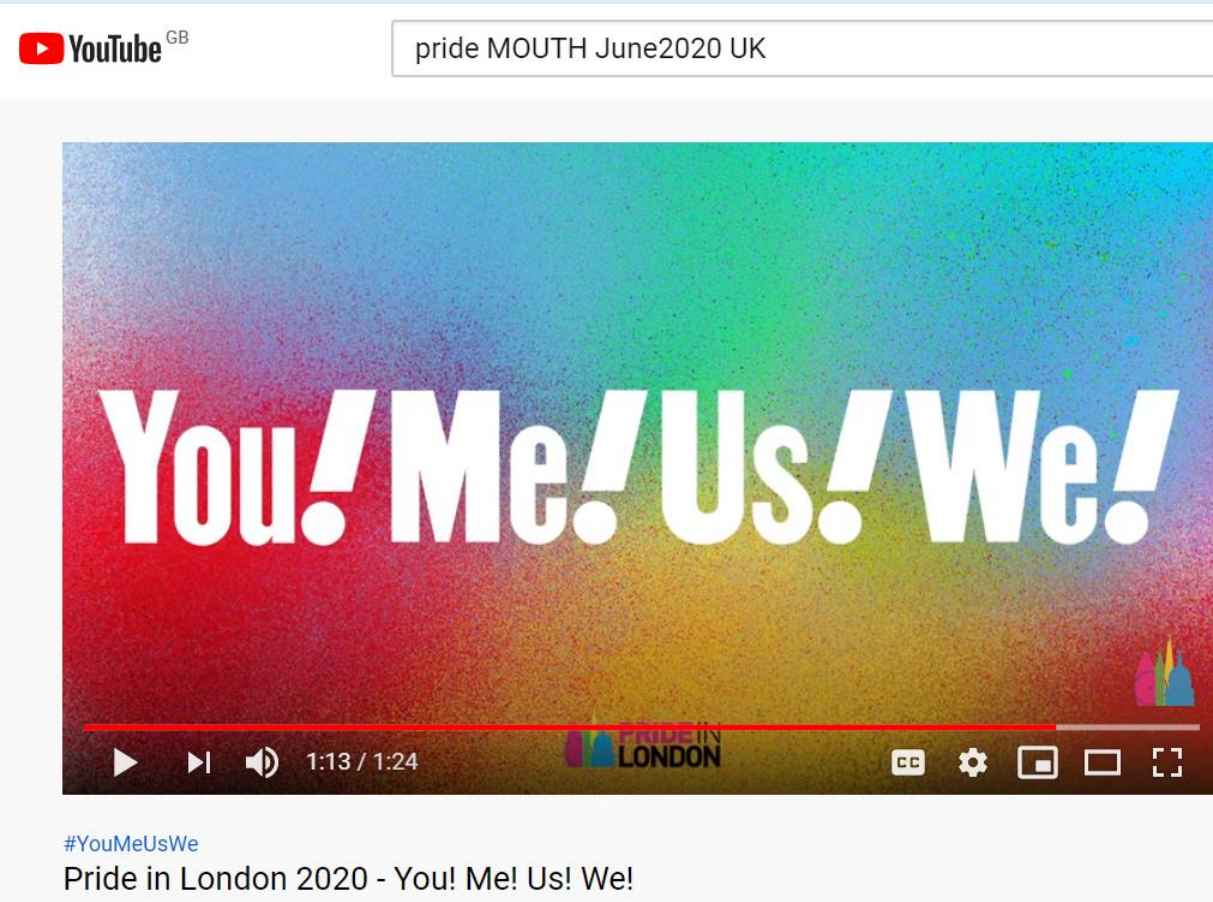 YouTube GB
pride MOUTH June2020 UK
You! Me! Us! We!
PRIDE IN
LONDON
1:13 / 1:24
CC
#YouMeUsWe
Pride in London 2020 - You! Me! Us! We!